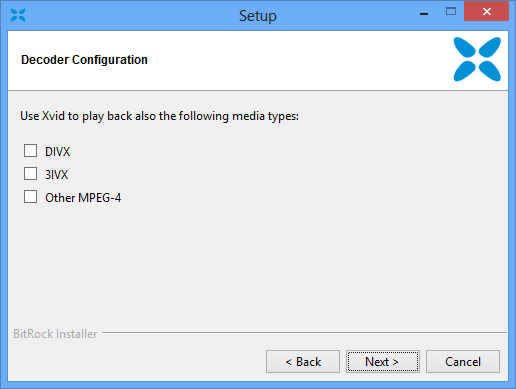 Setup
Decoder Configuration
Use Xvid to play back also the following media types:
DIVX
3IVX
Other MPEG-4
BitRock Installer
< Back Next > Cancel